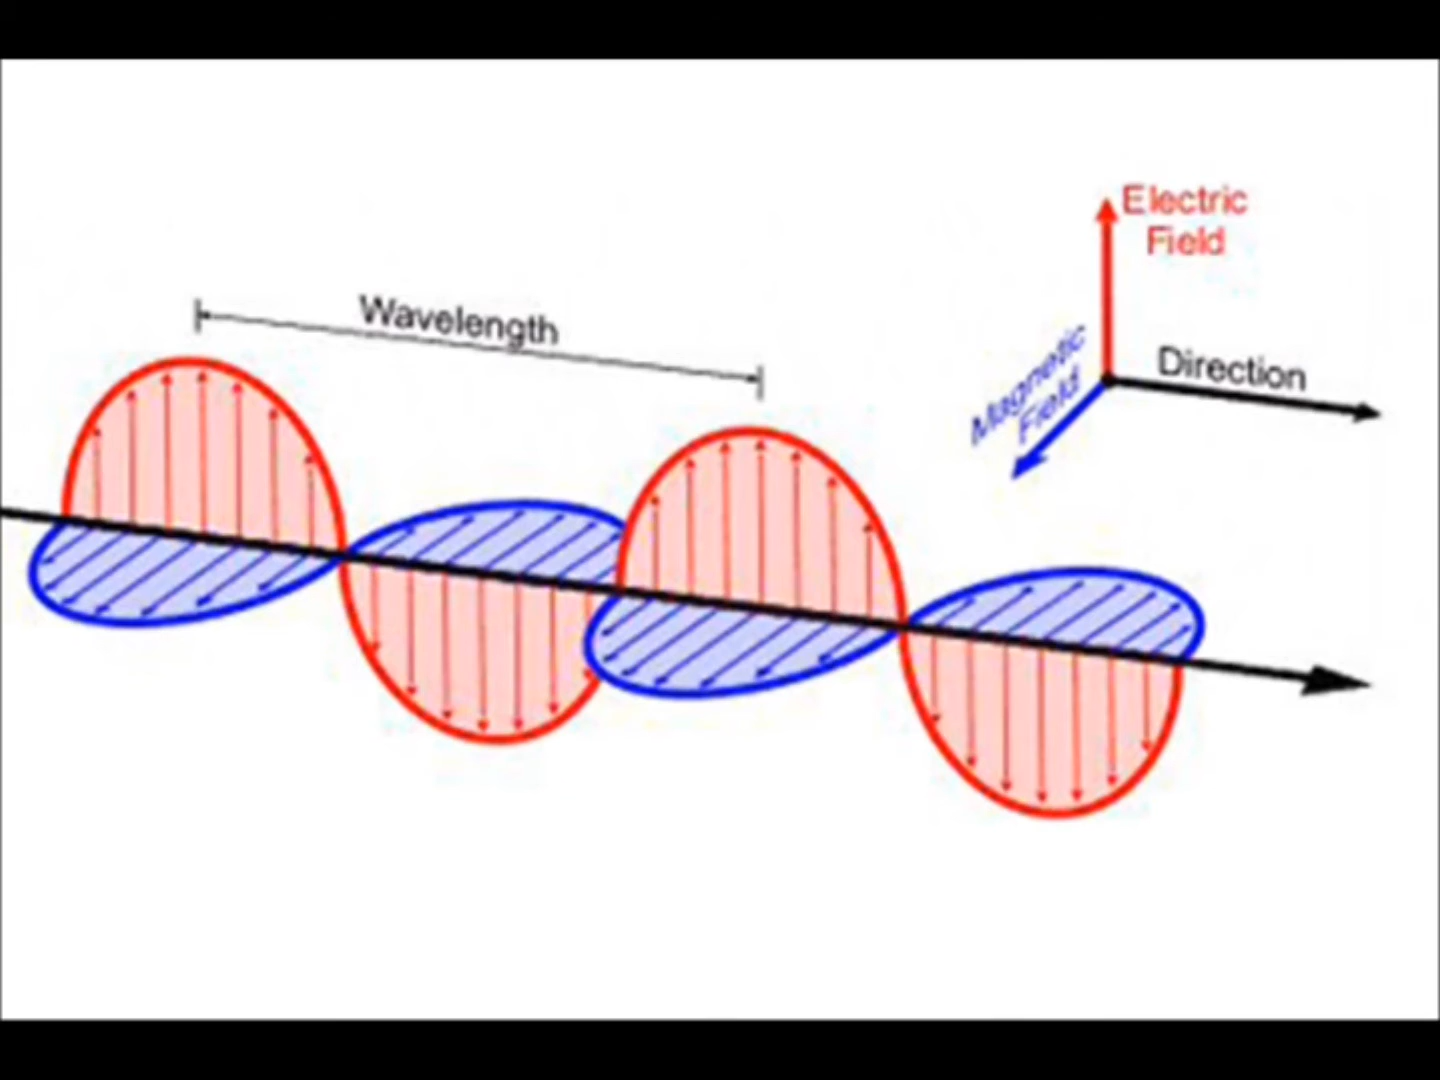 Electric
Field
Wavelength
Magnetic
Field
Direction